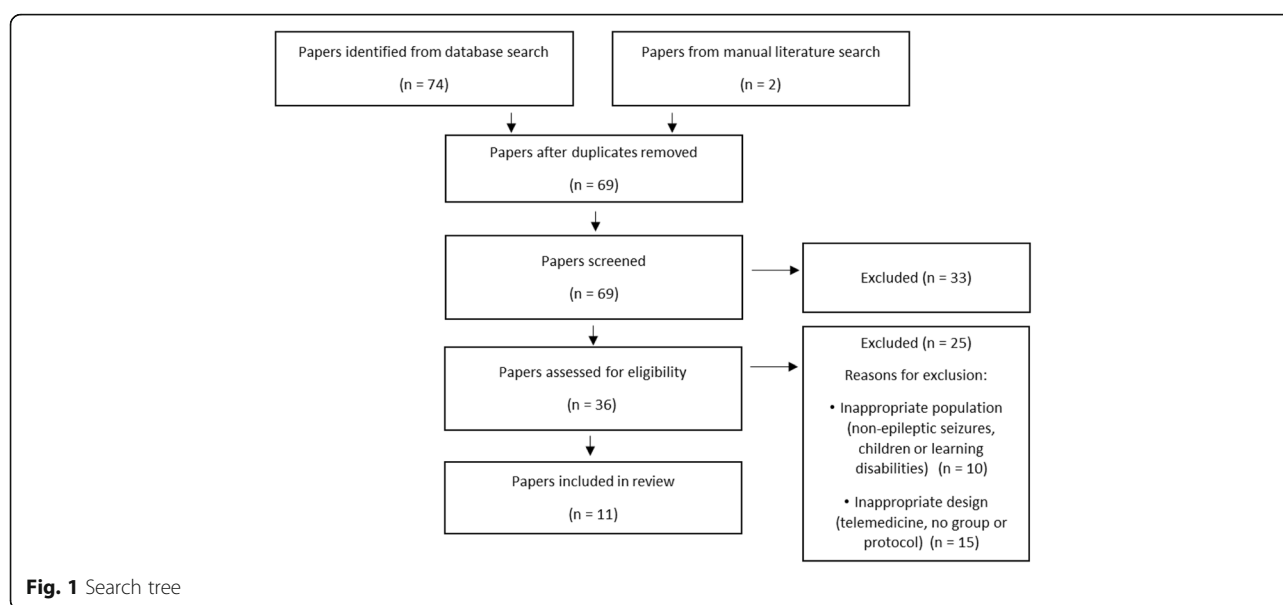 Papers identified from database search
(n = 74)
Papers from manual literature search
(n = 2)
Papers after duplicates removed
(n = 69)
Papers screened
(n = 69)
Excluded (n = 33)
Papers assessed for eligibility
(n = 36)
Excluded (n = 25)
Reasons for exclusion:
• Inappropriate population
(non-epileptic seizures,
children or learning
disabilities) (n = 10)
• Inappropriate design
(telemedicine, no group or
protocol) (n = 15)
Papers included in review
(n = 11)
Fig. 1 Search tree